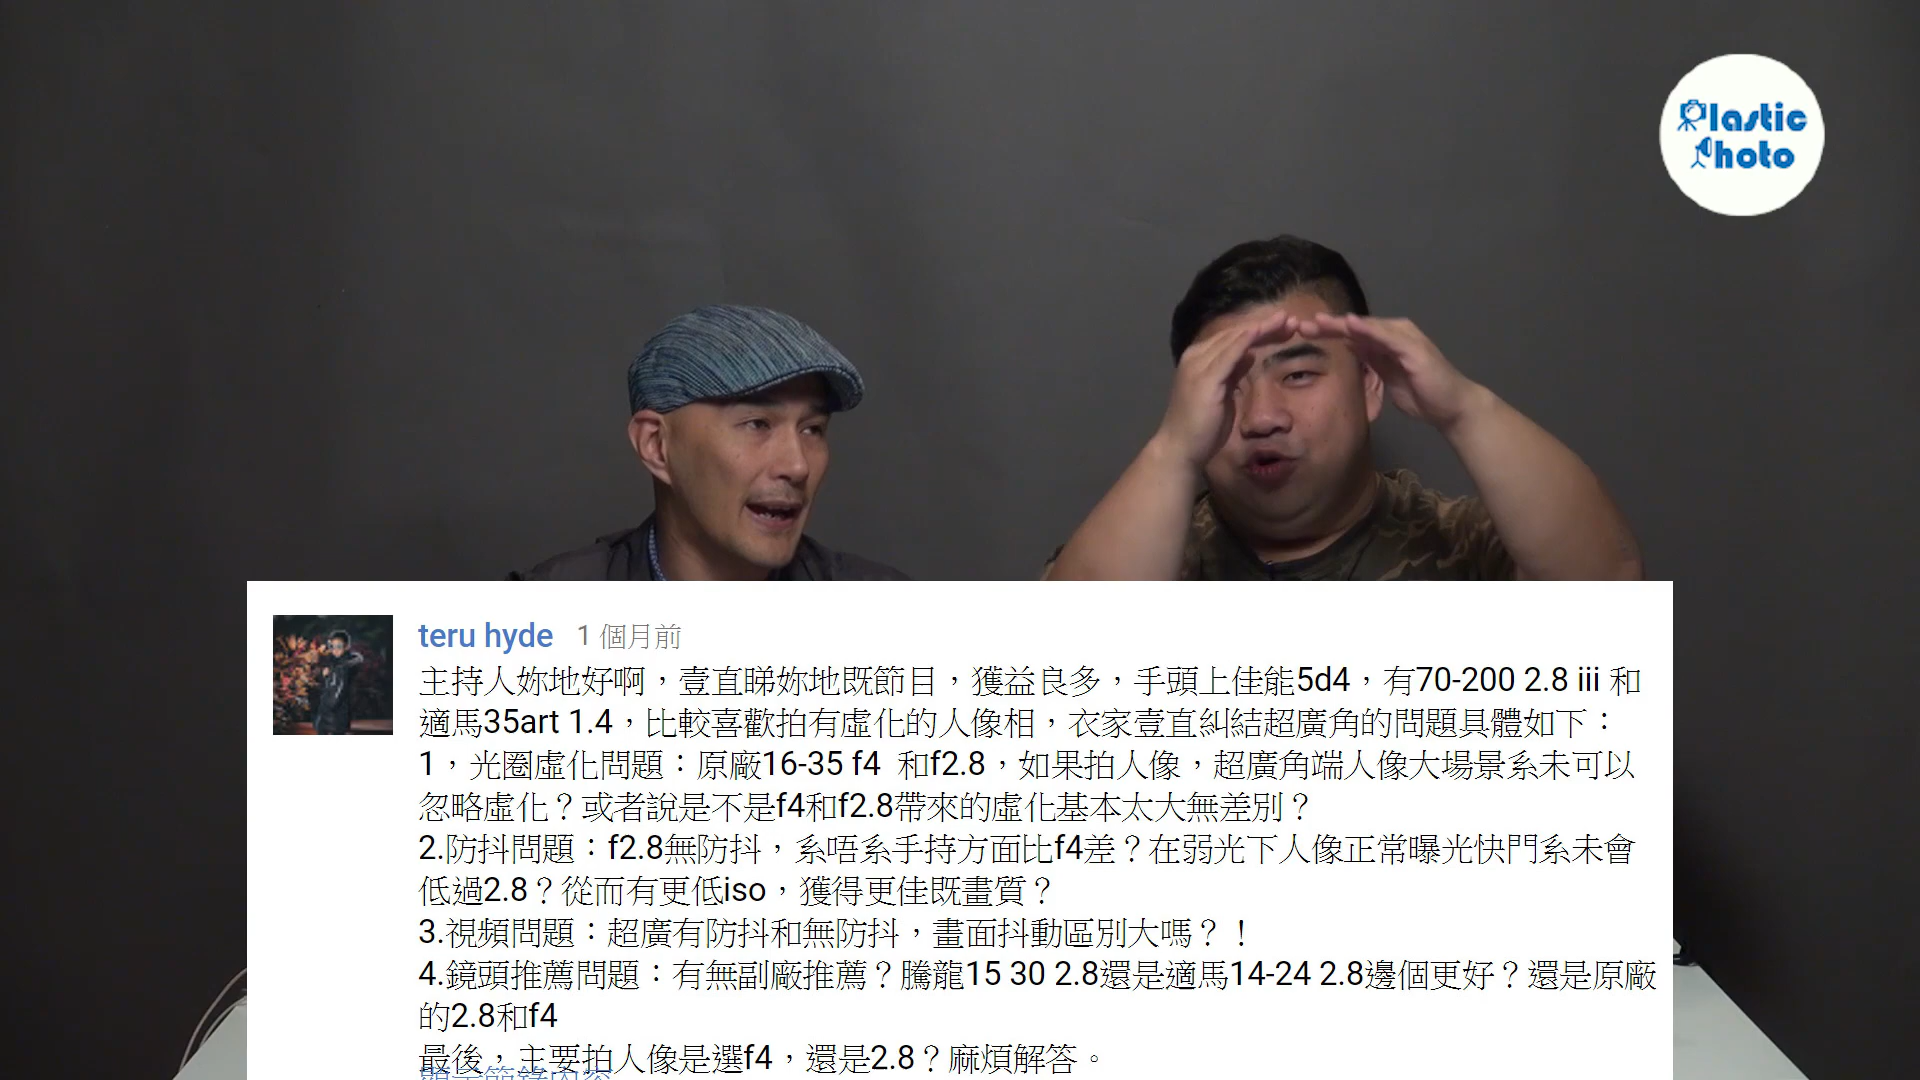 Plastic
Photo
teru hyde 1 個月前
主持人妳地好啊，壹直睇妳地既節目，獲益良多，手頭上佳能5d4，有70-200 2.8 iii 和
適馬35art 1.4，比較喜歡拍有虛化的人像相，衣家壹直糾結超廣角的問題具體如下：
1，光圈虛化問題：原廠16-35 f4 和f2.8，如果拍人像，超廣角端人像大場景系未可以
忽略虛化？或者說是不是f4和f2.8帶來的虛化基本太大無差別？
2.防抖問題：f2.8無防抖，系唔系手持方面比f4差？在弱光下人像正常曝光快門系未會
低過2.8？從而有更低iso，獲得更佳既畫質？
3.視頻問題：超廣有防抖和無防抖，畫面抖動區別大嗎？！
4.鏡頭推薦問題：有無副廠推薦？騰龍15 30 2.8還是適馬14-24 2.8邊個更好？還是原廠
的2.8和f4
最後，主要拍人像是選f4，還是2.8？麻煩解答。